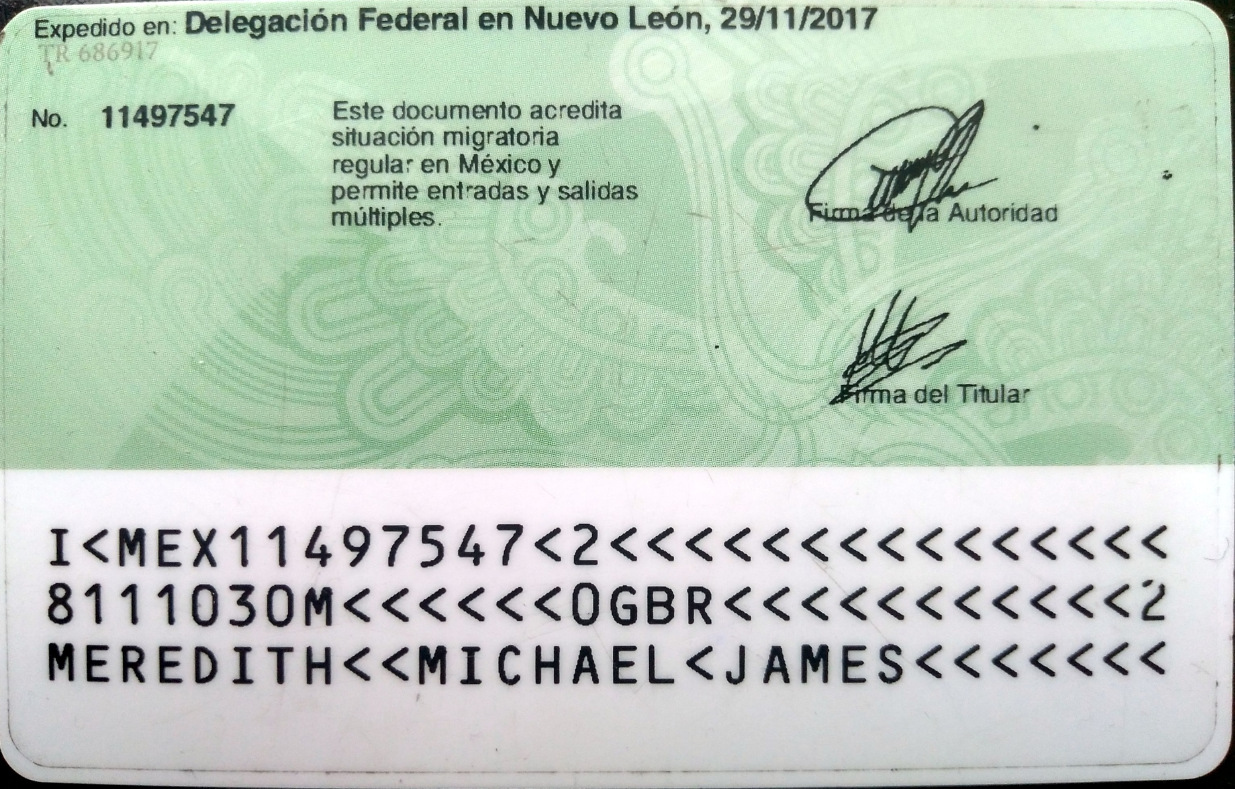 Expedido en: Delegación Federal en Nuevo León, 29/11/2017
TR 686917
No. 11497547
Este documento acredita
situación migratoria
regular en México y
permite entradas y salidas
múltiples.
Firma de la Autoridad
Firma del Titular
I<MEX11497547<2<<<<<<<<<<<<<<<
8111030M<<<<<<0GBR<<<<<<<<<<<2
MEREDITH<<MICHAEL<JAMES<<<<<<<